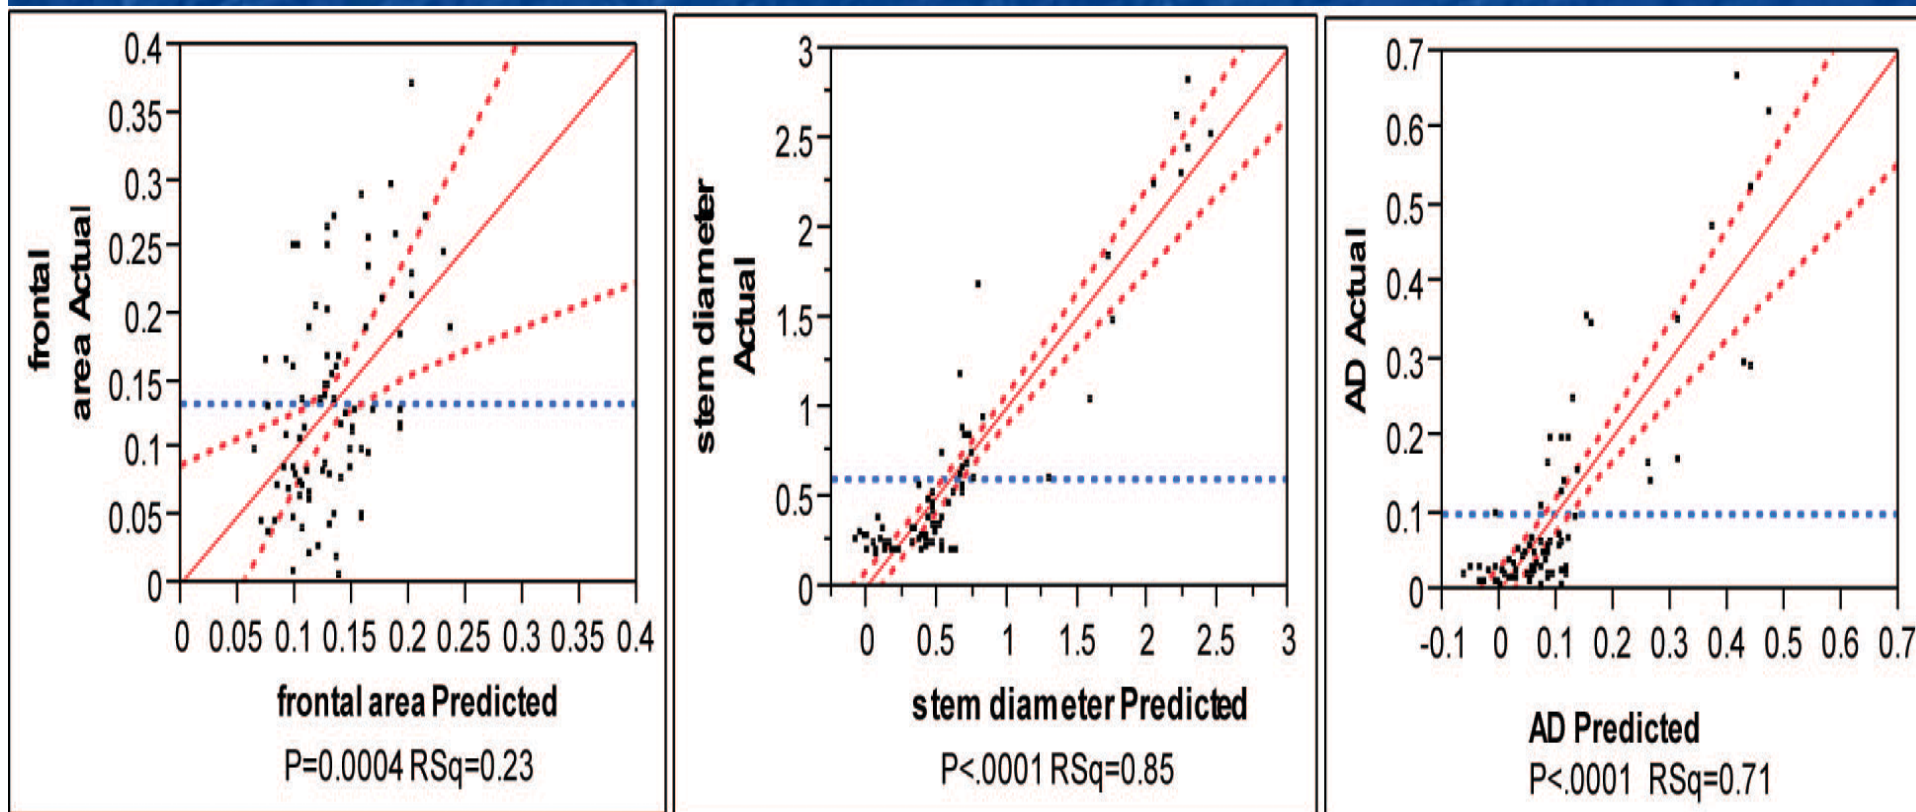 0.4
0.35
0.3
0.25
0.2
0.15
0.1
0.05
0
frontal
area Actual
0 0.05 0.1 0.15 0.2 0.25 0.3 0.35 0.4
frontal area Predicted
P=0.0004 RSq=0.23
3
2.5
2
1.5
1
0.5
0
stem diameter
Actual
0 0.5 1 1.5 2 2.5 3
stem diameter Predicted
P<.0001 RSq=0.85
0.7
0.6
0.5
0.4
0.3
0.2
0.1
0
AD Actual
-0.1 0 0.1 0.2 0.3 0.4 0.5 0.6 0.7
AD Predicted
P<.0001 RSq=0.71